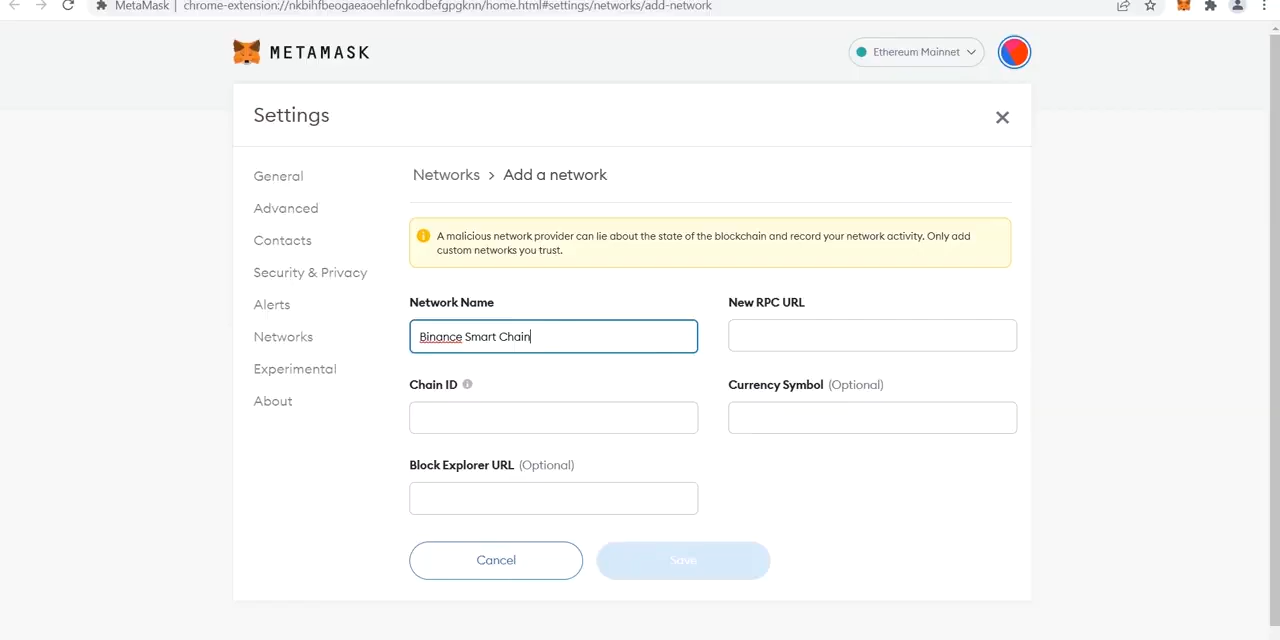 MetaMask | chrome-extension://nkbihfbeogaeaoehlefnkodbefgpgknn/home.html#settings/networks/add-network
METAMASK
Ethereum Mainnet
Settings
General
Advanced
Contacts
Security & Privacy
Alerts
Networks
Experimental
About
Networks > Add a network
A malicious network provider can lie about the state of the blockchain and record your network activity. Only add
custom networks you trust.
Network Name
Binance Smart Chain
New RPC URL
Chain ID
Currency Symbol (Optional)
Block Explorer URL (Optional)
Cancel
Save